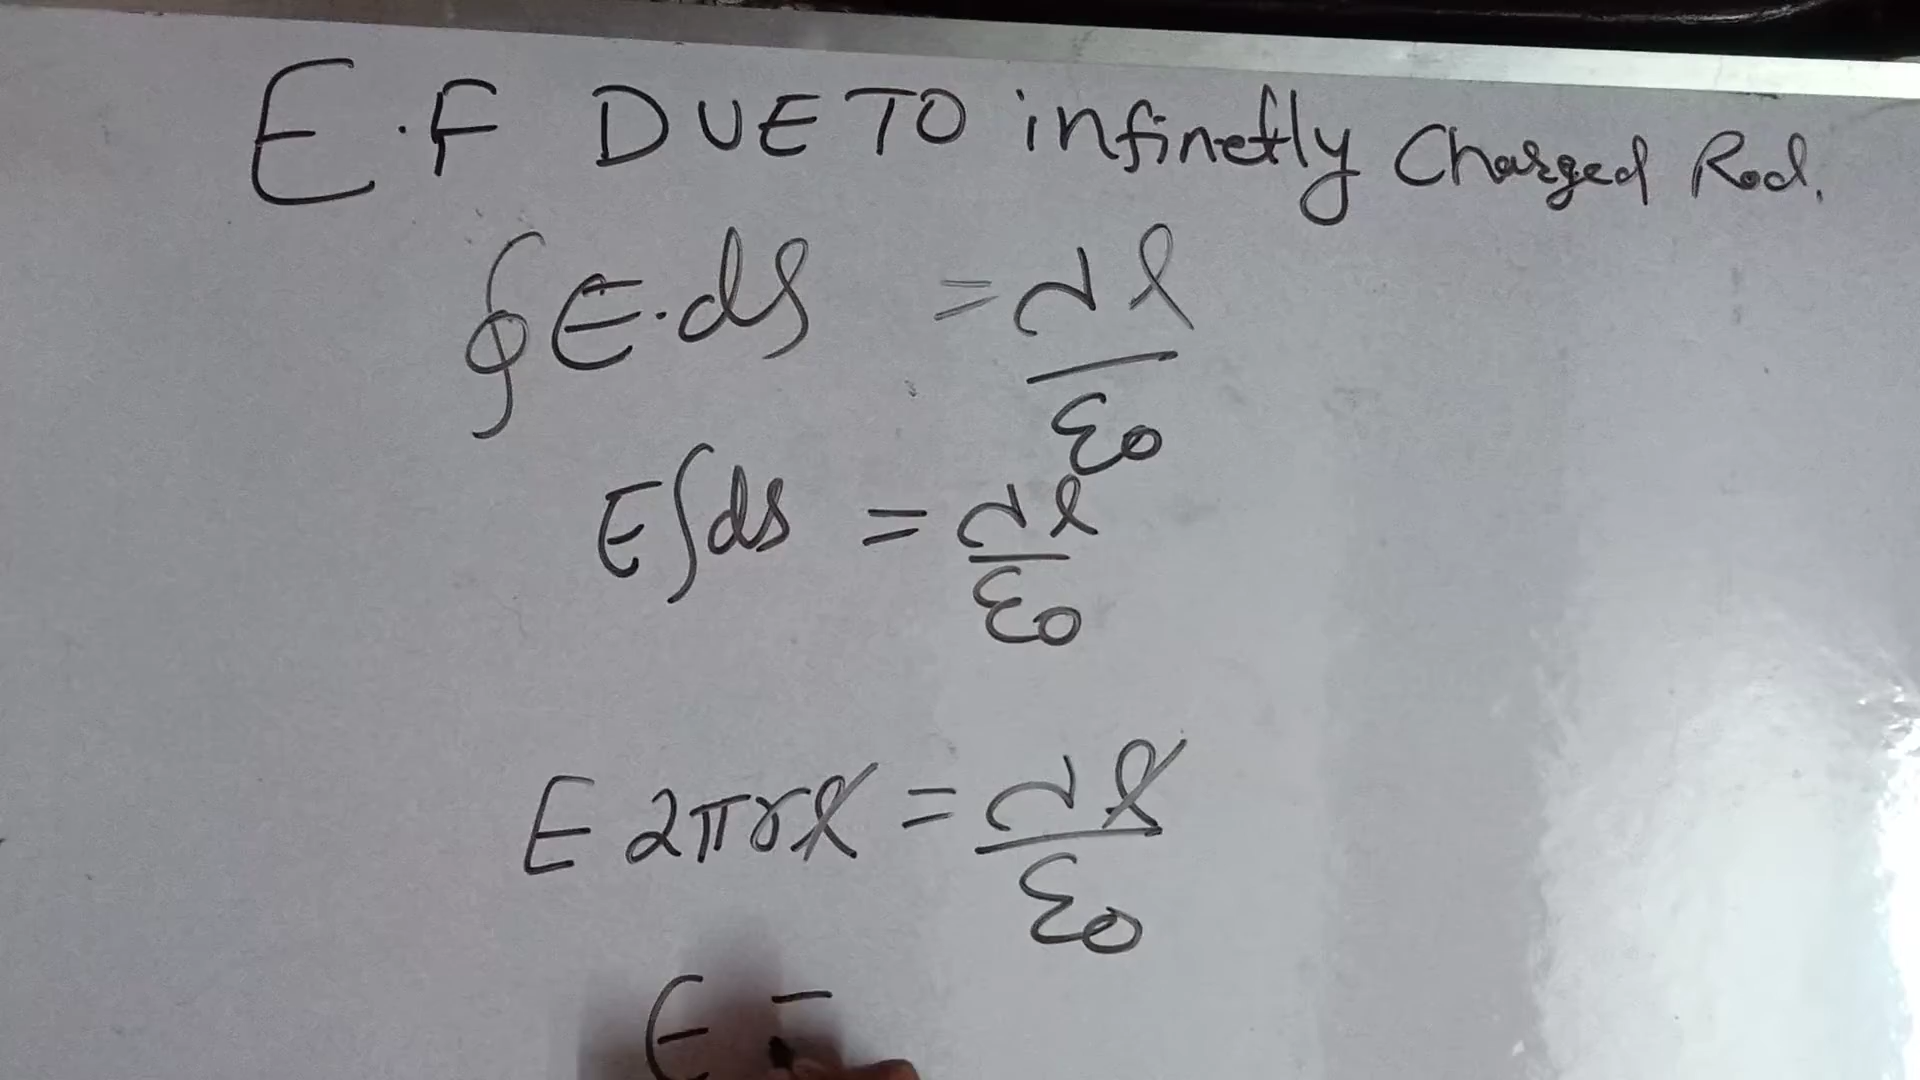 E.F DUE TO infinetly Charged Rod.
∮E.ds = λl/ε0
E∫ds = λl/ε0
E 2πrl = λl/ε0
E =